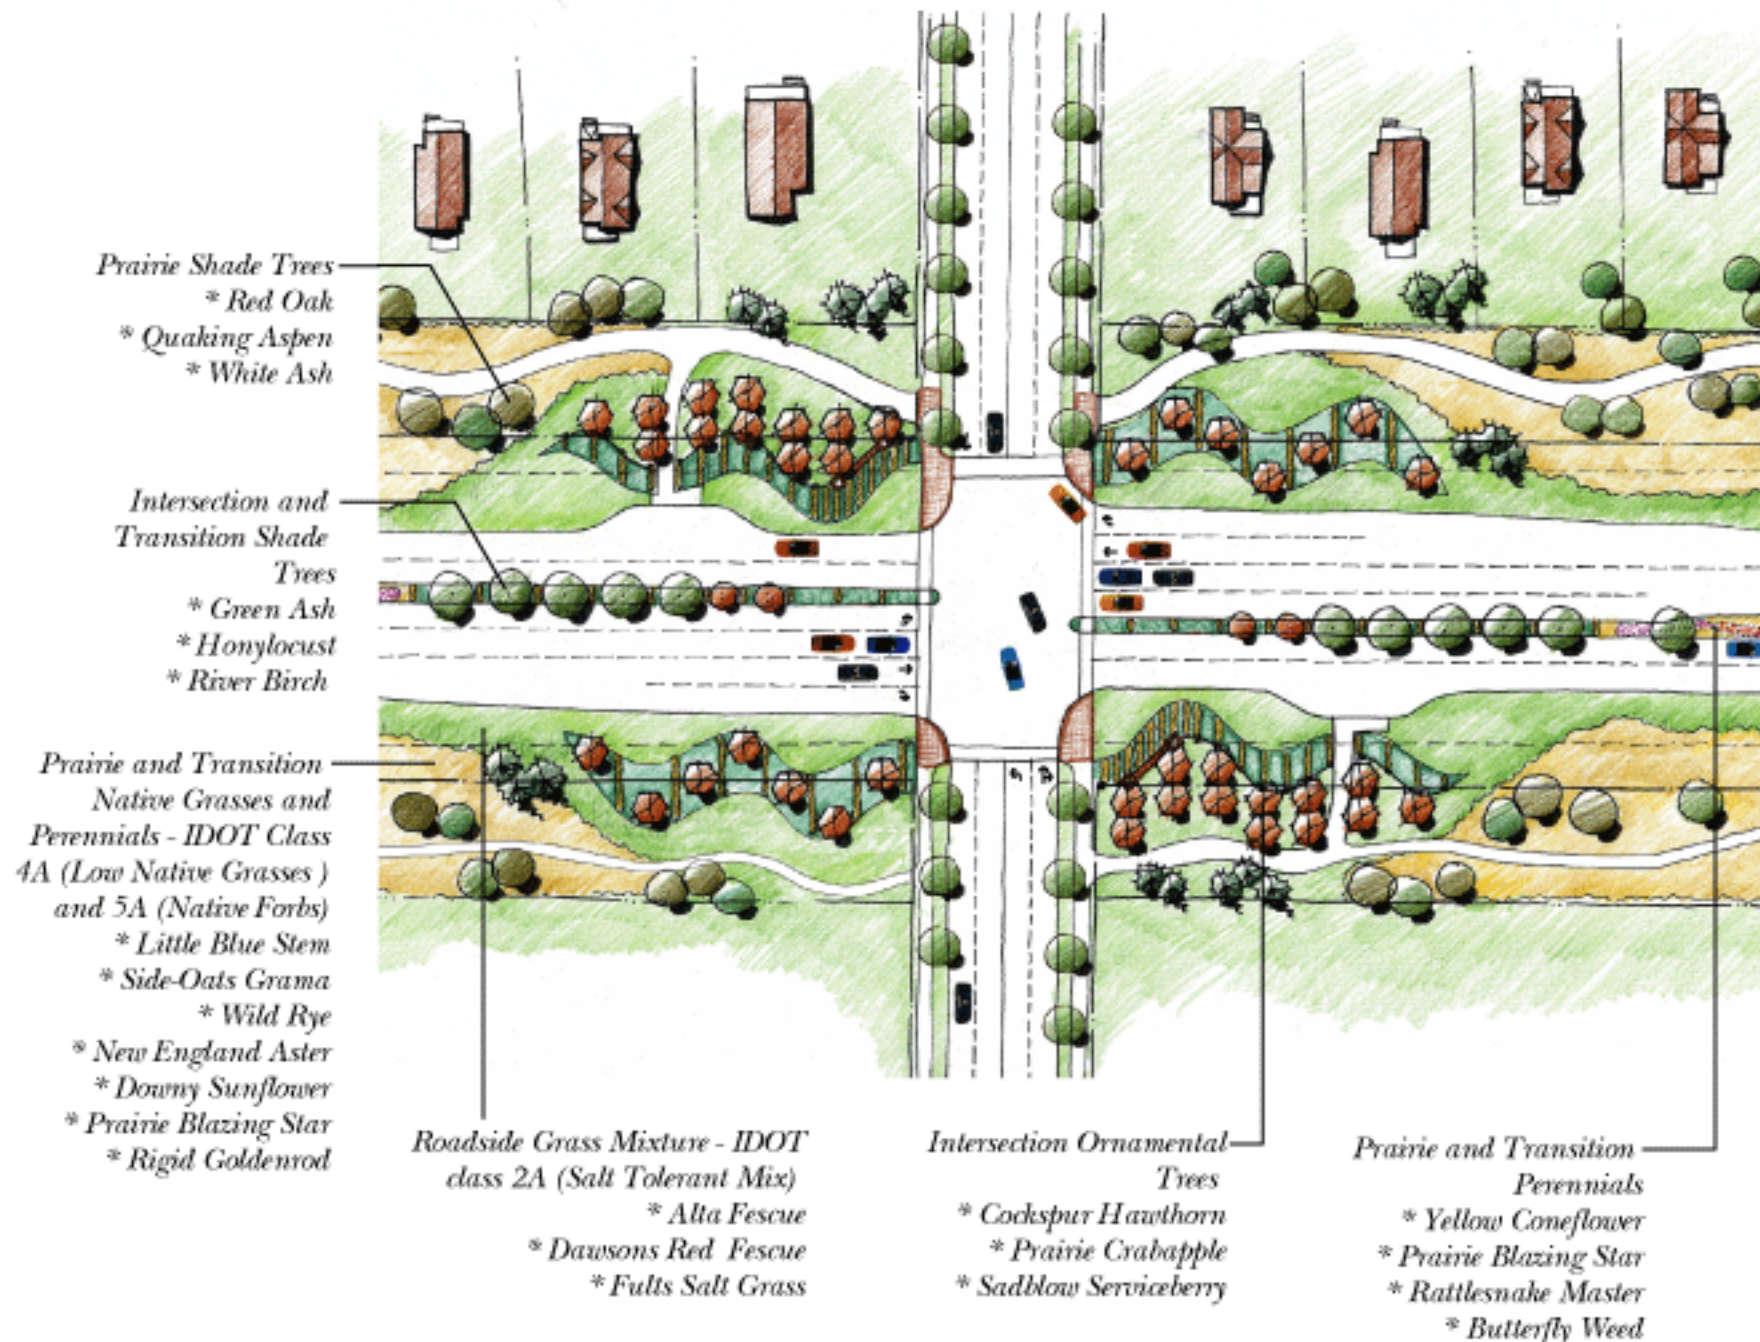 Prairie Shade Trees
* Red Oak
* Quaking Aspen
* White Ash
Intersection and
Transition Shade
Trees
* Green Ash
* Honylocust
* River Birch
Prairie and Transition
Native Grasses and
Perennials - IDOT Class
4A (Low Native Grasses )
and 5A (Native Forbs)
* Little Blue Stem
* Side-Oats Grama
* Wild Rye
* New England Aster
* Downy Sunflower
* Prairie Blazing Star
* Rigid Goldenrod
Roadside Grass Mixture - IDOT
class 2A (Salt Tolerant Mix)
* Alta Fescue
* Dawsons Red Fescue
* Fults Salt Grass
Intersection Ornamental
Trees
* Cockspur Hawthorn
* Prairie Crabapple
* Sadblow Serviceberry
Prairie and Transition
Perennials
* Yellow Coneflower
* Prairie Blazing Star
* Rattlesnake Master
* Butterfly Weed